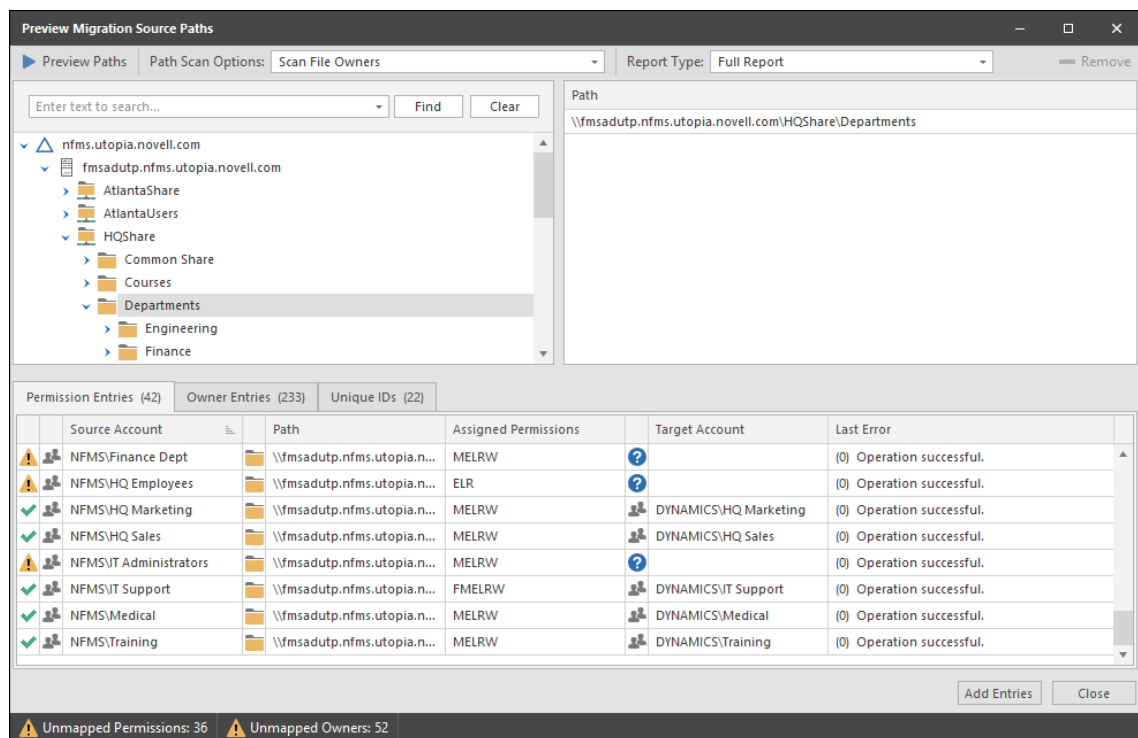 Preview Migration Source Paths
Preview Paths Path Scan Options: Scan File Owners Report Type: Full Report Remove
Enter text to search... Find Clear
nfms.utopia.novell.com
fmsadutp.nfms.utopia.novell.com
AtlantaShare
AtlantaUsers
HQShare
Common Share
Courses
Departments
Engineering
Finance
Path
\\fmsadutp.nfms.utopia.novell.com\HQShare\Departments
Permission Entries (42) Owner Entries (233) Unique IDs (22)
Source Account Path Assigned Permissions Target Account Last Error
NFMS\Finance Dept \\fmsadutp.nfms.utopia.n... MELRW (0) Operation successful.
NFMS\HQ Employees \\fmsadutp.nfms.utopia.n... ELR (0) Operation successful.
NFMS\HQ Marketing \\fmsadutp.nfms.utopia.n... MELRW DYNAMICS\HQ Marketing (0) Operation successful.
NFMS\HQ Sales \\fmsadutp.nfms.utopia.n... MELRW DYNAMICS\HQ Sales (0) Operation successful.
NFMS\IT Administrators \\fmsadutp.nfms.utopia.n... MELRW (0) Operation successful.
NFMS\IT Support \\fmsadutp.nfms.utopia.n... FMELRW DYNAMICS\IT Support (0) Operation successful.
NFMS\Medical \\fmsadutp.nfms.utopia.n... MELRW DYNAMICS\Medical (0) Operation successful.
NFMS\Training \\fmsadutp.nfms.utopia.n... MELRW DYNAMICS\Training (0) Operation successful.
Add Entries Close
Unmapped Permissions: 36 Unmapped Owners: 52